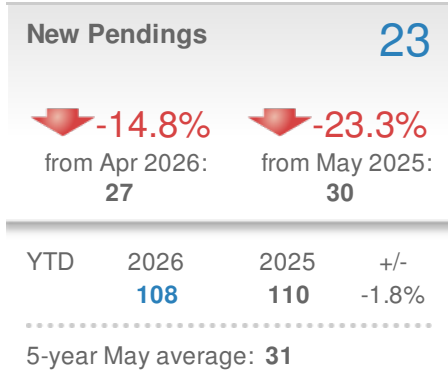 New Pendings 23
-14.8% -23.3%
from Apr 2026: from May 2025:
27 30
YTD 2026 2025 +/-
108 110 -1.8%
5-year May average: 31